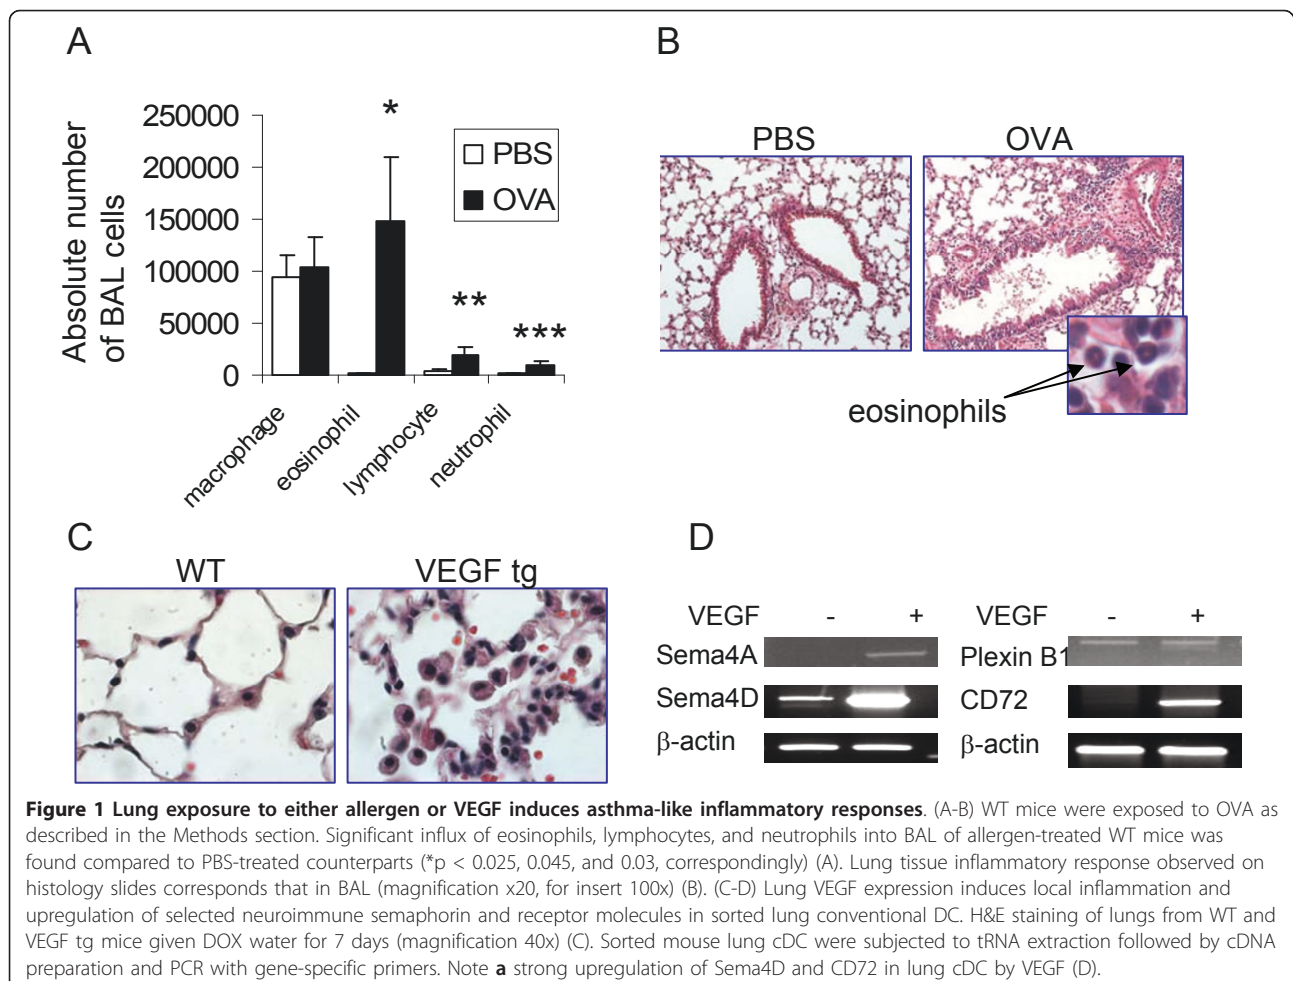 A
250000
200000
150000
100000
50000
0
Absolute number
of BAL cells
*
**
***
PBS
OVA
macrophage
eosinophil
lymphocyte
neutrophil
B
PBS
OVA
eosinophils
C
WT
VEGF tg
D
VEGF - +
Sema4A
Sema4D
β-actin
VEGF - +
Plexin B1
CD72
β-actin
Figure 1 Lung exposure to either allergen or VEGF induces asthma-like inflammatory responses. (A-B) WT mice were exposed to OVA as
described in the Methods section. Significant influx of eosinophils, lymphocytes, and neutrophils into BAL of allergen-treated WT mice was
found compared to PBS-treated counterparts (*p < 0.025, 0.045, and 0.03, correspondingly) (A). Lung tissue inflammatory response observed on
histology slides corresponds that in BAL (magnification x20, for insert 100x) (B). (C-D) Lung VEGF expression induces local inflammation and
upregulation of selected neuroimmune semaphorin and receptor molecules in sorted lung conventional DC. H&E staining of lungs from WT and
VEGF tg mice given DOX water for 7 days (magnification 40x) (C). Sorted mouse lung cDC were subjected to tRNA extraction followed by cDNA
preparation and PCR with gene-specific primers. Note a strong upregulation of Sema4D and CD72 in lung cDC by VEGF (D).